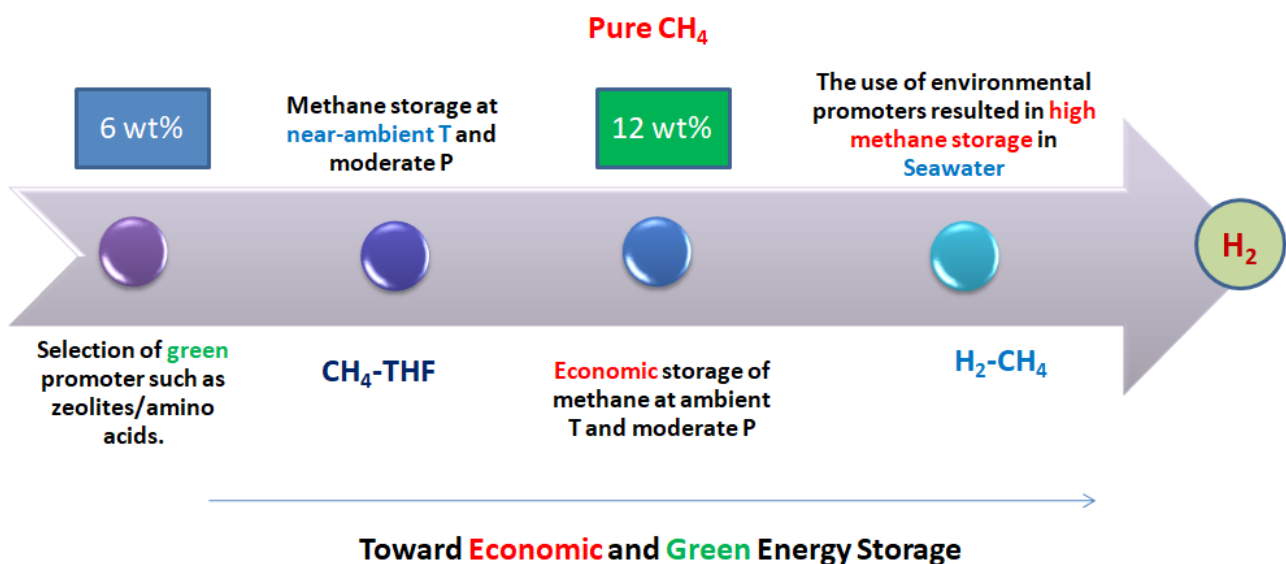 Pure CH₄
6 wt%
Methane storage at
near-ambient T and
moderate P
12 wt%
The use of environmental
promoters resulted in high
methane storage in
Seawater
H₂
Selection of green
promoter such as
zeolites/amino
acids.
CH₄-THF
Economic storage of
methane at ambient
T and moderate P
H₂-CH₄
Toward Economic and Green Energy Storage